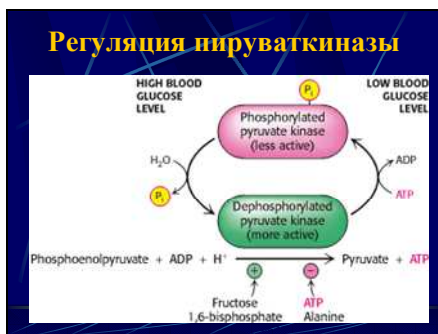 Регуляция пируваткиназы
HIGH BLOOD
GLUCOSE
LEVEL
LOW BLOOD
GLUCOSE
LEVEL
Pi
Phosphorylated
pyruvate kinase
(less active)
H₂O
ADP
Pi
ATP
Dephosphorylated
pyruvate kinase
(more active)
Phosphoenolpyruvate + ADP + H⁺
Pyruvate + ATP
+
−
Fructose
1,6-bisphosphate
ATP
Alanine